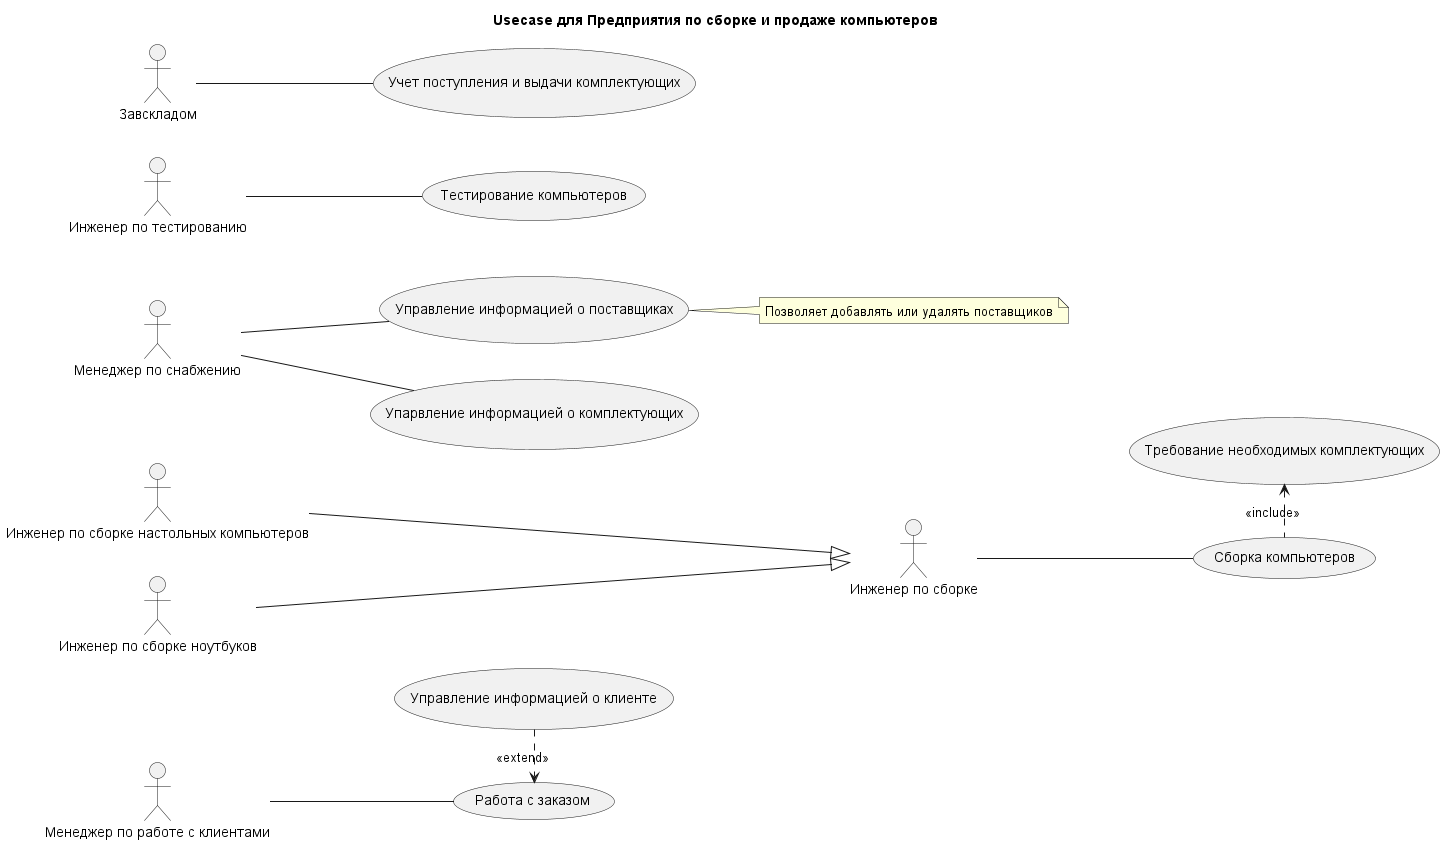 Usecase для Предприятия по сборке и продаже компьютеров
Учет поступления и выдачи комплектующих
Завскладом
Тестирование компьютеров
Инженер по тестированию
Управление информацией о поставщиках
Позволяет добавлять или удалять поставщиков
Менеджер по снабжению
Упарвление информацией о комплектующих
Требование необходимых комплектующих
«include»
Инженер по сборке настольных компьютеров
Сборка компьютеров
Инженер по сборке
Инженер по сборке ноутбуков
Управление информацией о клиенте
«extend»
Работа с заказом
Менеджер по работе с клиентами